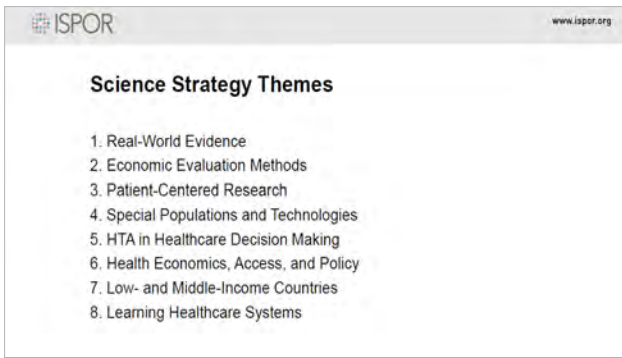 ISPOR
www.ispor.org
Science Strategy Themes
1. Real-World Evidence
2. Economic Evaluation Methods
3. Patient-Centered Research
4. Special Populations and Technologies
5. HTA in Healthcare Decision Making
6. Health Economics, Access, and Policy
7. Low- and Middle-Income Countries
8. Learning Healthcare Systems